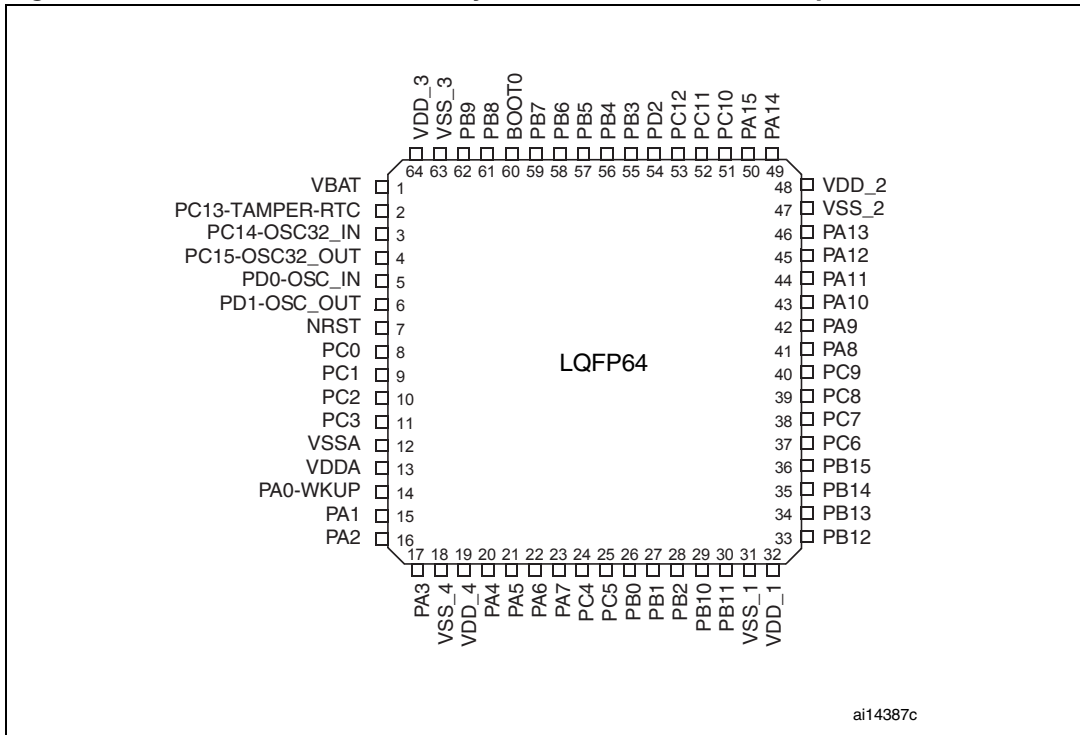 VDD_3
VSS_3
PB9
PB8
BOOT0
PB7
PB6
PB5
PB4
PB3
PD2
PC12
PC11
PC10
PA15
PA14
64 63 62 61 60 59 58 57 56 55 54 53 52 51 50 49
VBAT 1
PC13-TAMPER-RTC 2
PC14-OSC32_IN 3
PC15-OSC32_OUT 4
PD0-OSC_IN 5
PD1-OSC_OUT 6
NRST 7
PC0 8
PC1 9
PC2 10
PC3 11
VSSA 12
VDDA 13
PA0-WKUP 14
PA1 15
PA2 16
LQFP64
48 VDD_2
47 VSS_2
46 PA13
45 PA12
44 PA11
43 PA10
42 PA9
41 PA8
40 PC9
39 PC8
38 PC7
37 PC6
36 PB15
35 PB14
34 PB13
33 PB12
17 18 19 20 21 22 23 24 25 26 27 28 29 30 31 32
PA3
VSS_4
VDD_4
PA4
PA5
PA6
PA7
PC4
PC5
PB0
PB1
PB2
PB10
PB11
VSS_1
VDD_1
ai14387c